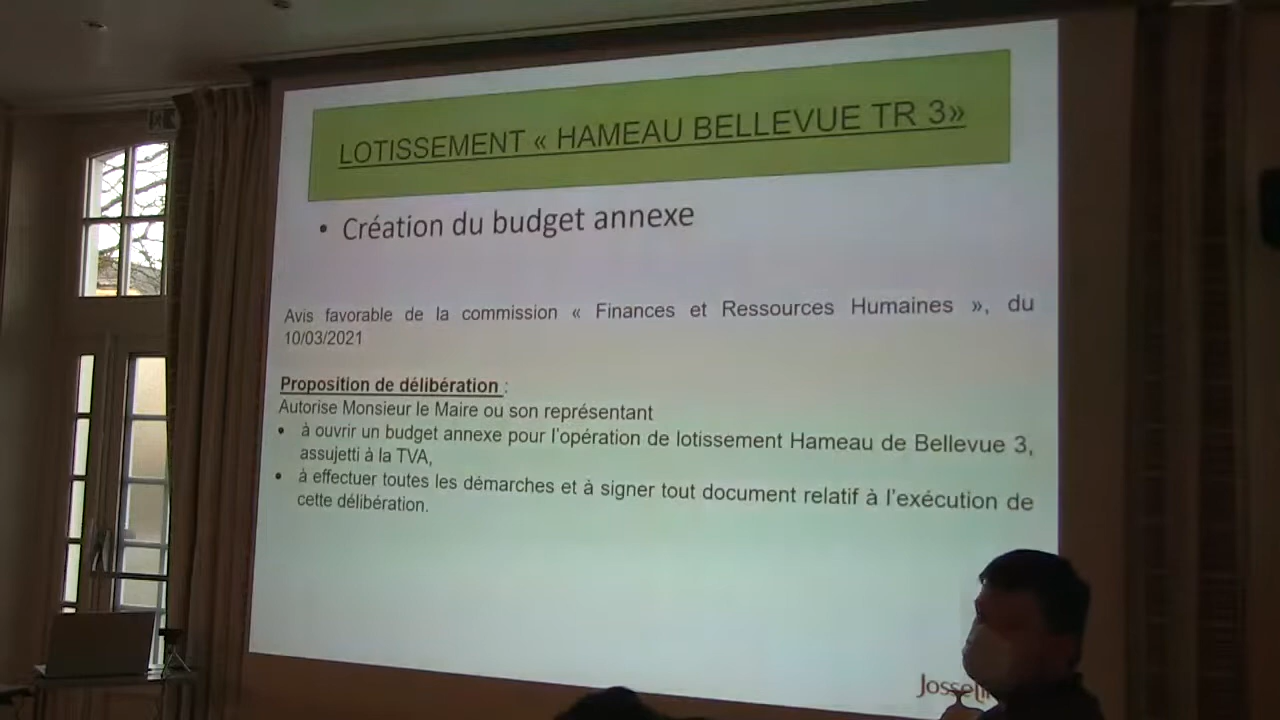 LOTISSEMENT « HAMEAU BELLEVUE TR 3»
• Création du budget annexe
Avis favorable de la commission « Finances et Ressources Humaines », du
10/03/2021
Proposition de délibération :
Autorise Monsieur le Maire ou son représentant
• à ouvrir un budget annexe pour l'opération de lotissement Hameau de Bellevue 3,
assujetti à la TVA,
• à effectuer toutes les démarches et à signer tout document relatif à l'exécution de
cette délibération.